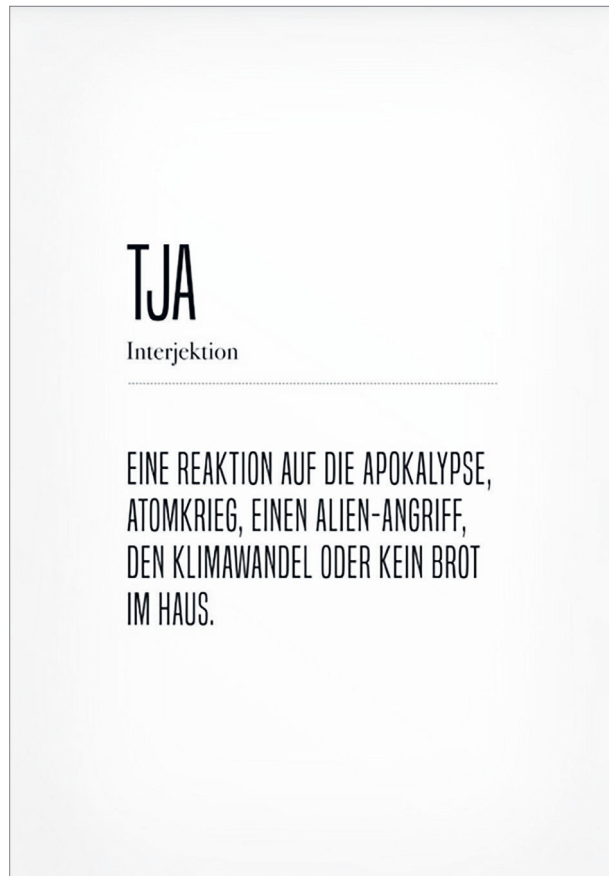 TJA
Interjektion
EINE REAKTION AUF DIE APOKALYPSE,
ATOMKRIEG, EINEN ALIEN-ANGRIFF,
DEN KLIMAWANDEL ODER KEIN BROT
IM HAUS.